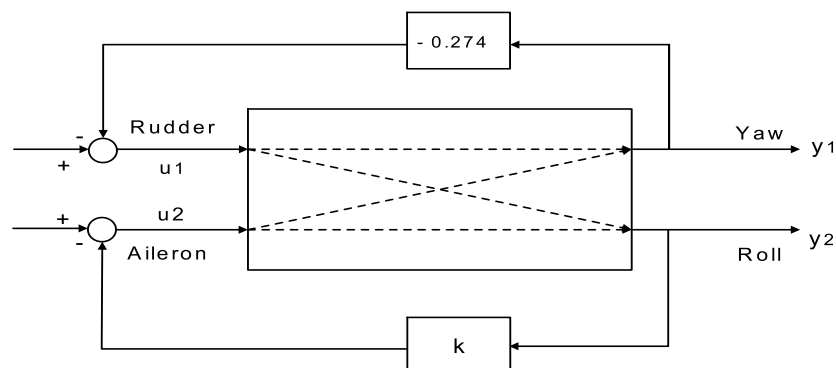 - 0.274
-
Rudder
Yaw
y1
+
u1
+
u2
-
Aileron
Roll
y2
k